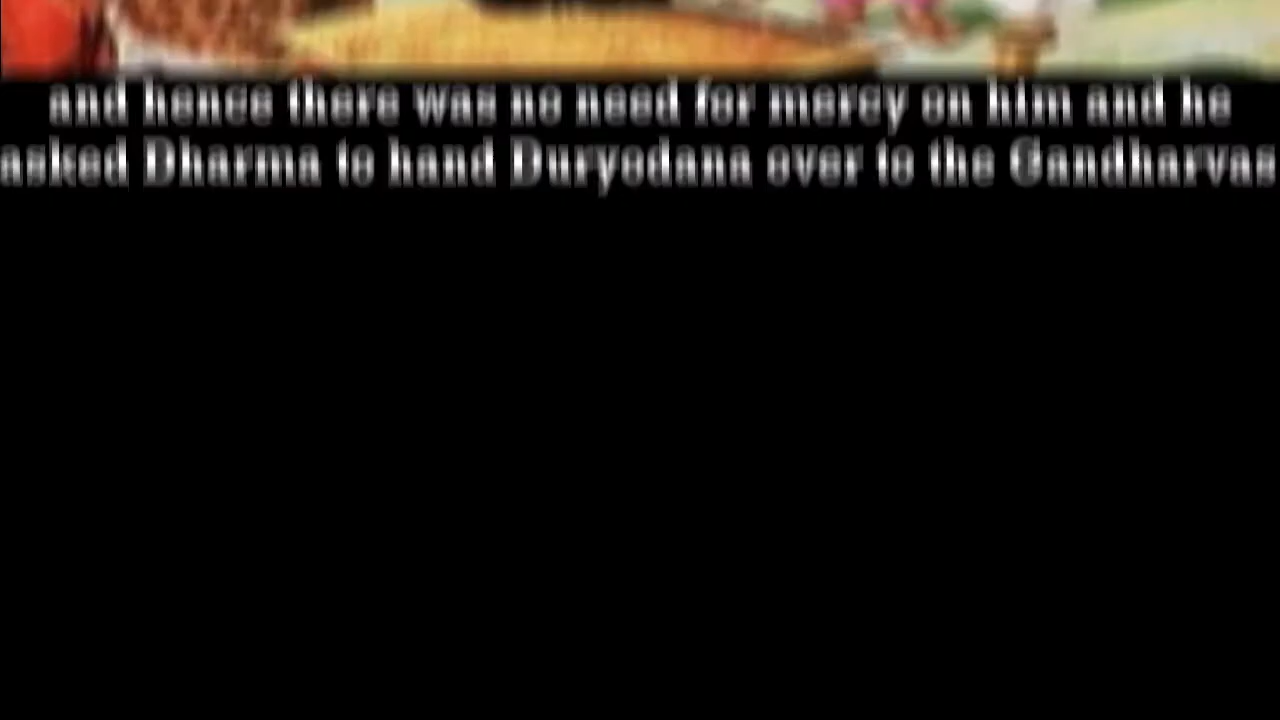 and hence there was no need for mercy on him and he
asked Dharma to hand Duryodana over to the Gandharvas